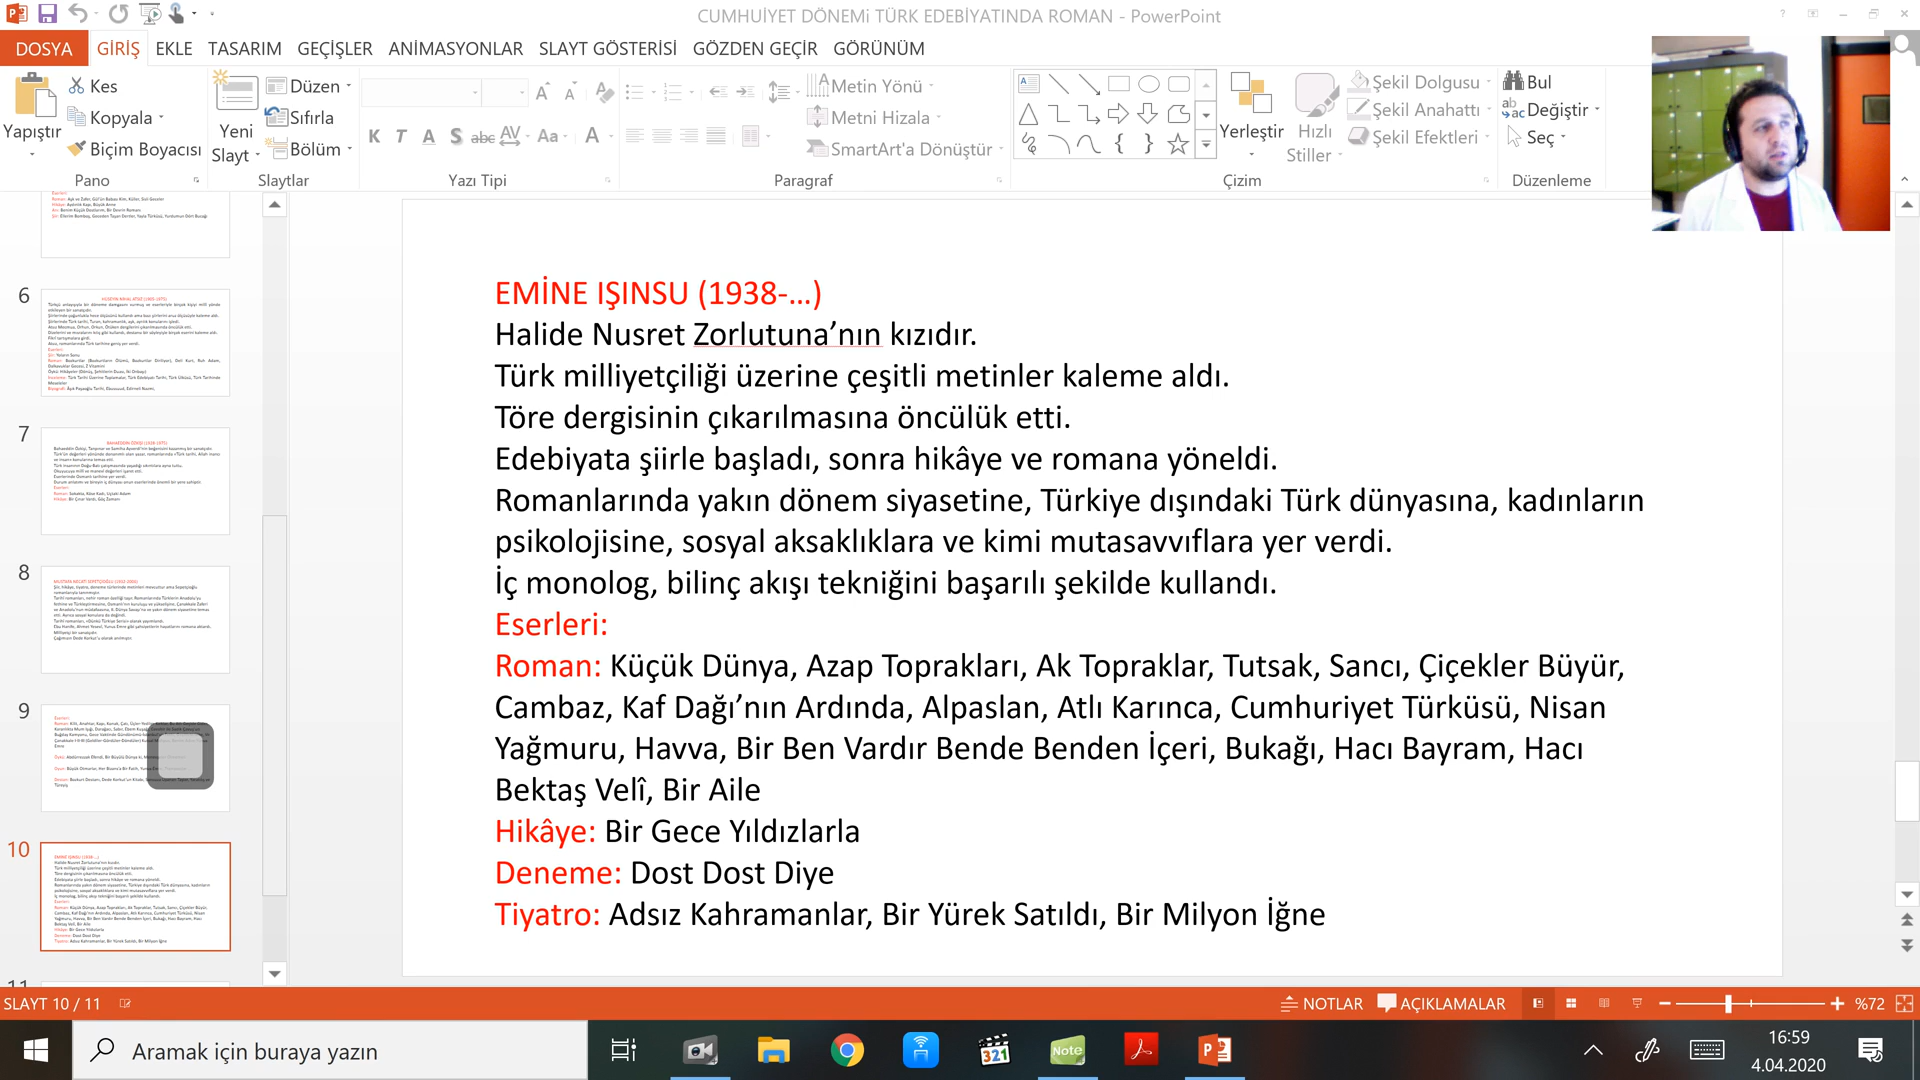 CUMHUİYET DÖNEMi TÜRK EDEBİYATINDA ROMAN - PowerPoint
DOSYA GİRİŞ EKLE TASARIM GEÇİŞLER ANİMASYONLAR SLAYT GÖSTERİSİ GÖZDEN GEÇİR GÖRÜNÜM
Yapıştır
Kes
Kopyala
Biçim Boyacısı
Pano
Yeni Slayt
Düzen
Sıfırla
Bölüm
Slaytlar
K T A S abc AV Aa A
Yazı Tipi
Metin Yönü
Metni Hizala
SmartArt'a Dönüştür
Paragraf
Yerleştir
Hızlı Stiller
Şekil Dolgusu
Şekil Anahattı
Şekil Efektleri
Çizim
Bul
Değiştir
Seç
Düzenleme
6
7
8
9
10
11
EMİNE IŞINSU (1938-...)
Halide Nusret Zorlutuna’nın kızıdır.
Türk milliyetçiliği üzerine çeşitli metinler kaleme aldı.
Töre dergisinin çıkarılmasına öncülük etti.
Edebiyata şiirle başladı, sonra hikâye ve romana yöneldi.
Romanlarında yakın dönem siyasetine, Türkiye dışındaki Türk dünyasına, kadınların
psikolojisine, sosyal aksaklıklara ve kimi mutasavvıflara yer verdi.
İç monolog, bilinç akışı tekniğini başarılı şekilde kullandı.
Eserleri:
Roman: Küçük Dünya, Azap Toprakları, Ak Topraklar, Tutsak, Sancı, Çiçekler Büyür,
Cambaz, Kaf Dağı’nın Ardında, Alpaslan, Atlı Karınca, Cumhuriyet Türküsü, Nisan
Yağmuru, Havva, Bir Ben Vardır Bende Benden İçeri, Bukağı, Hacı Bayram, Hacı
Bektaş Velî, Bir Aile
Hikâye: Bir Gece Yıldızlarla
Deneme: Dost Dost Diye
Tiyatro: Adsız Kahramanlar, Bir Yürek Satıldı, Bir Milyon İğne
SLAYT 10 / 11
NOTLAR AÇIKLAMALAR %72
Aramak için buraya yazın
321
Note
16:59
4.04.2020